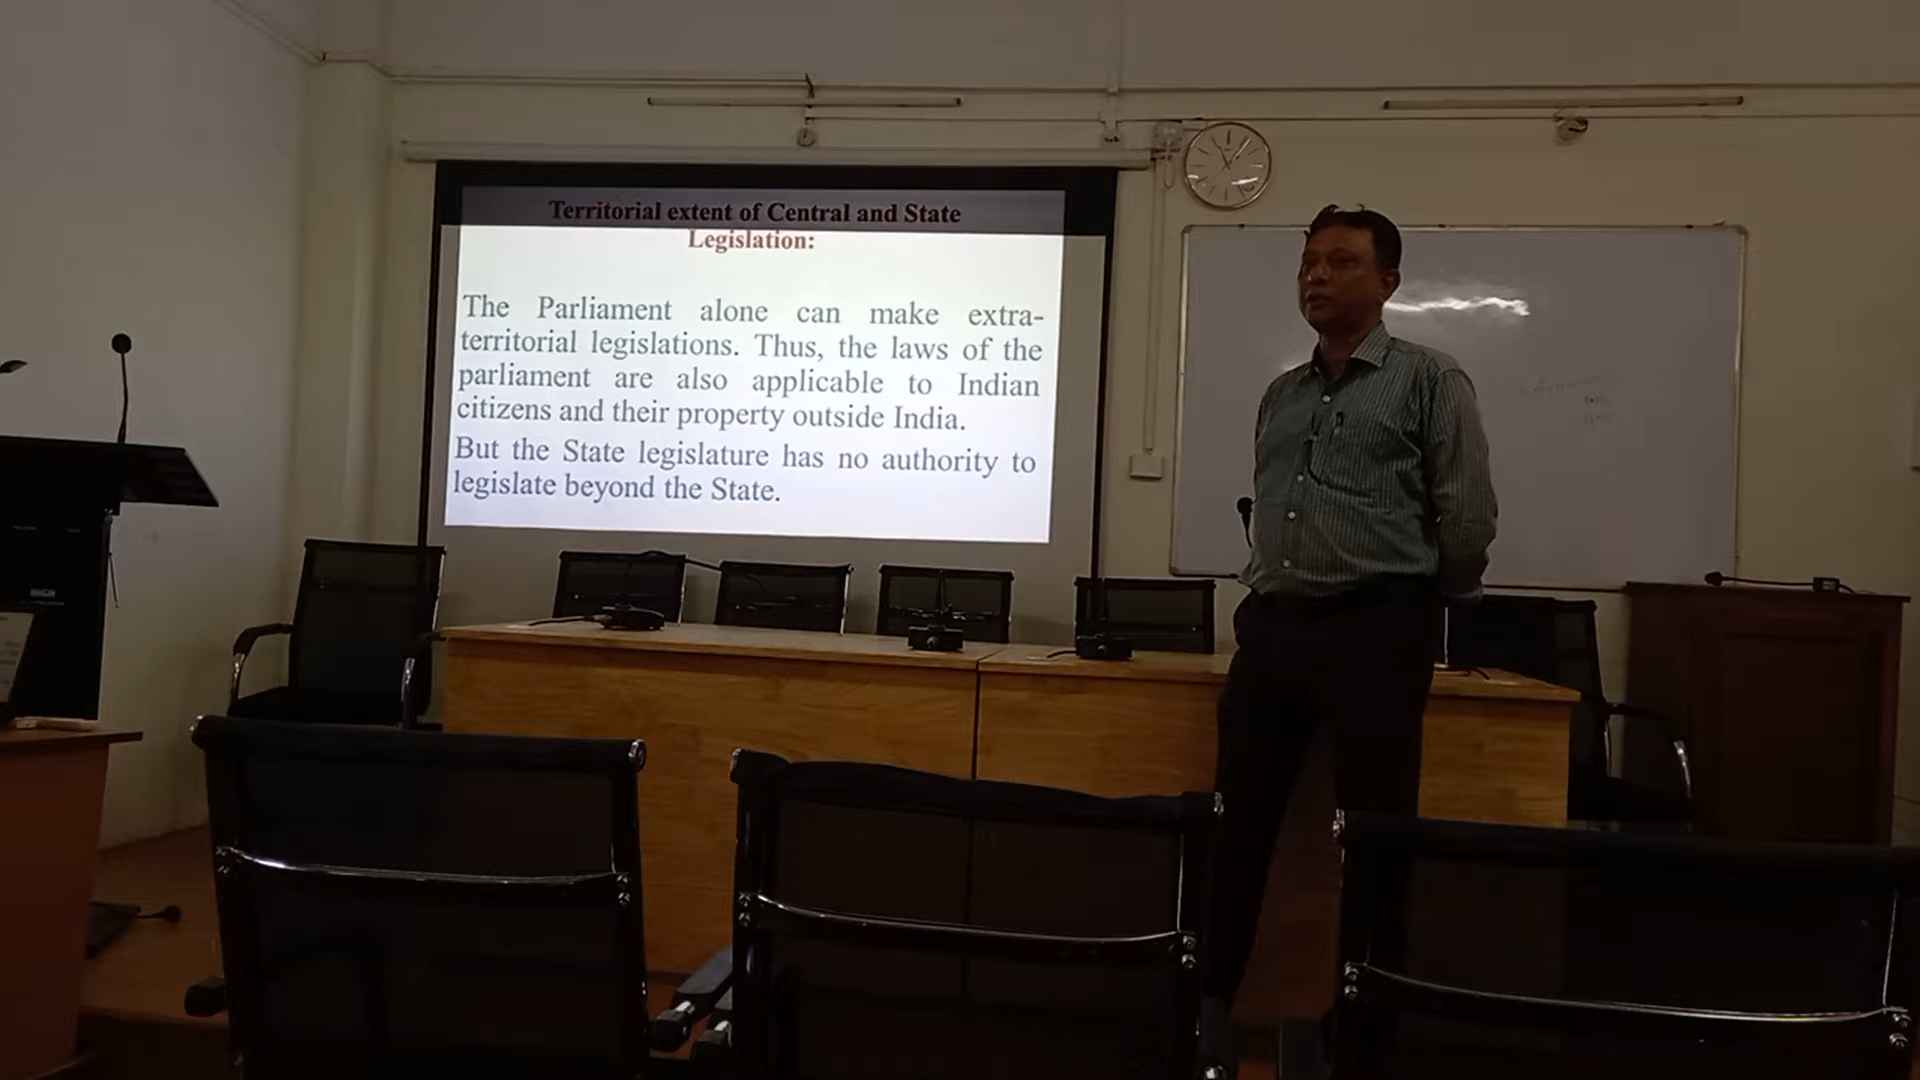 Territorial extent of Central and State
Legislation:
The Parliament alone can make extra-
territorial legislations. Thus, the laws of the
parliament are also applicable to Indian
citizens and their property outside India.
But the State legislature has no authority to
legislate beyond the State.